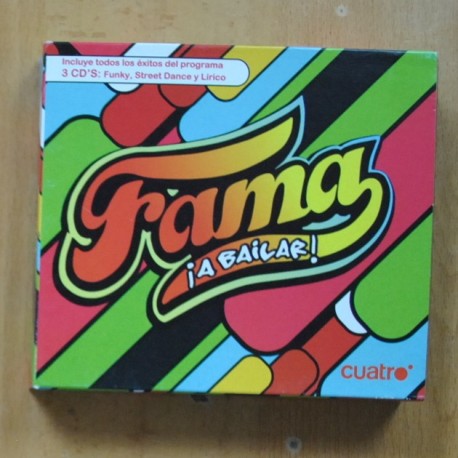 Incluye todos los éxitos del programa
3 CD'S: Funky, Street Dance y Lírico
Fama
¡A BAILAR!
cuatro